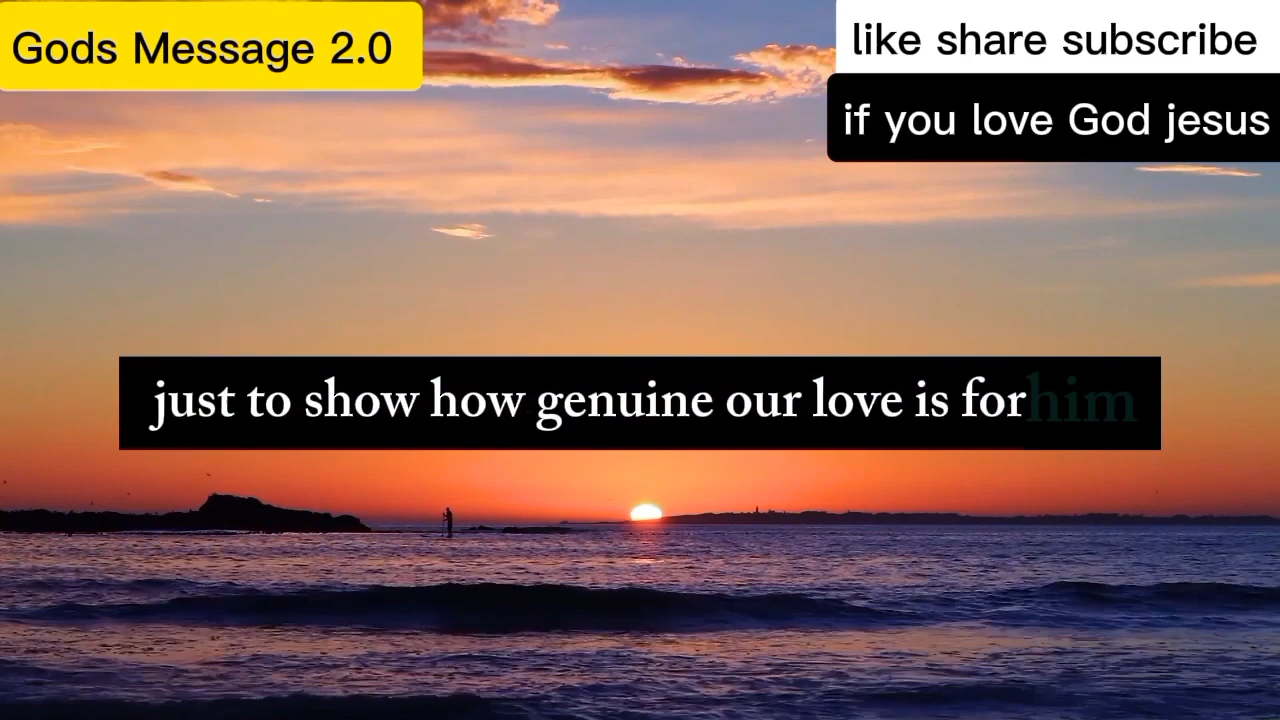 Gods Message 2.0
like share subscribe
if you love God jesus
just to show how genuine our love is for him